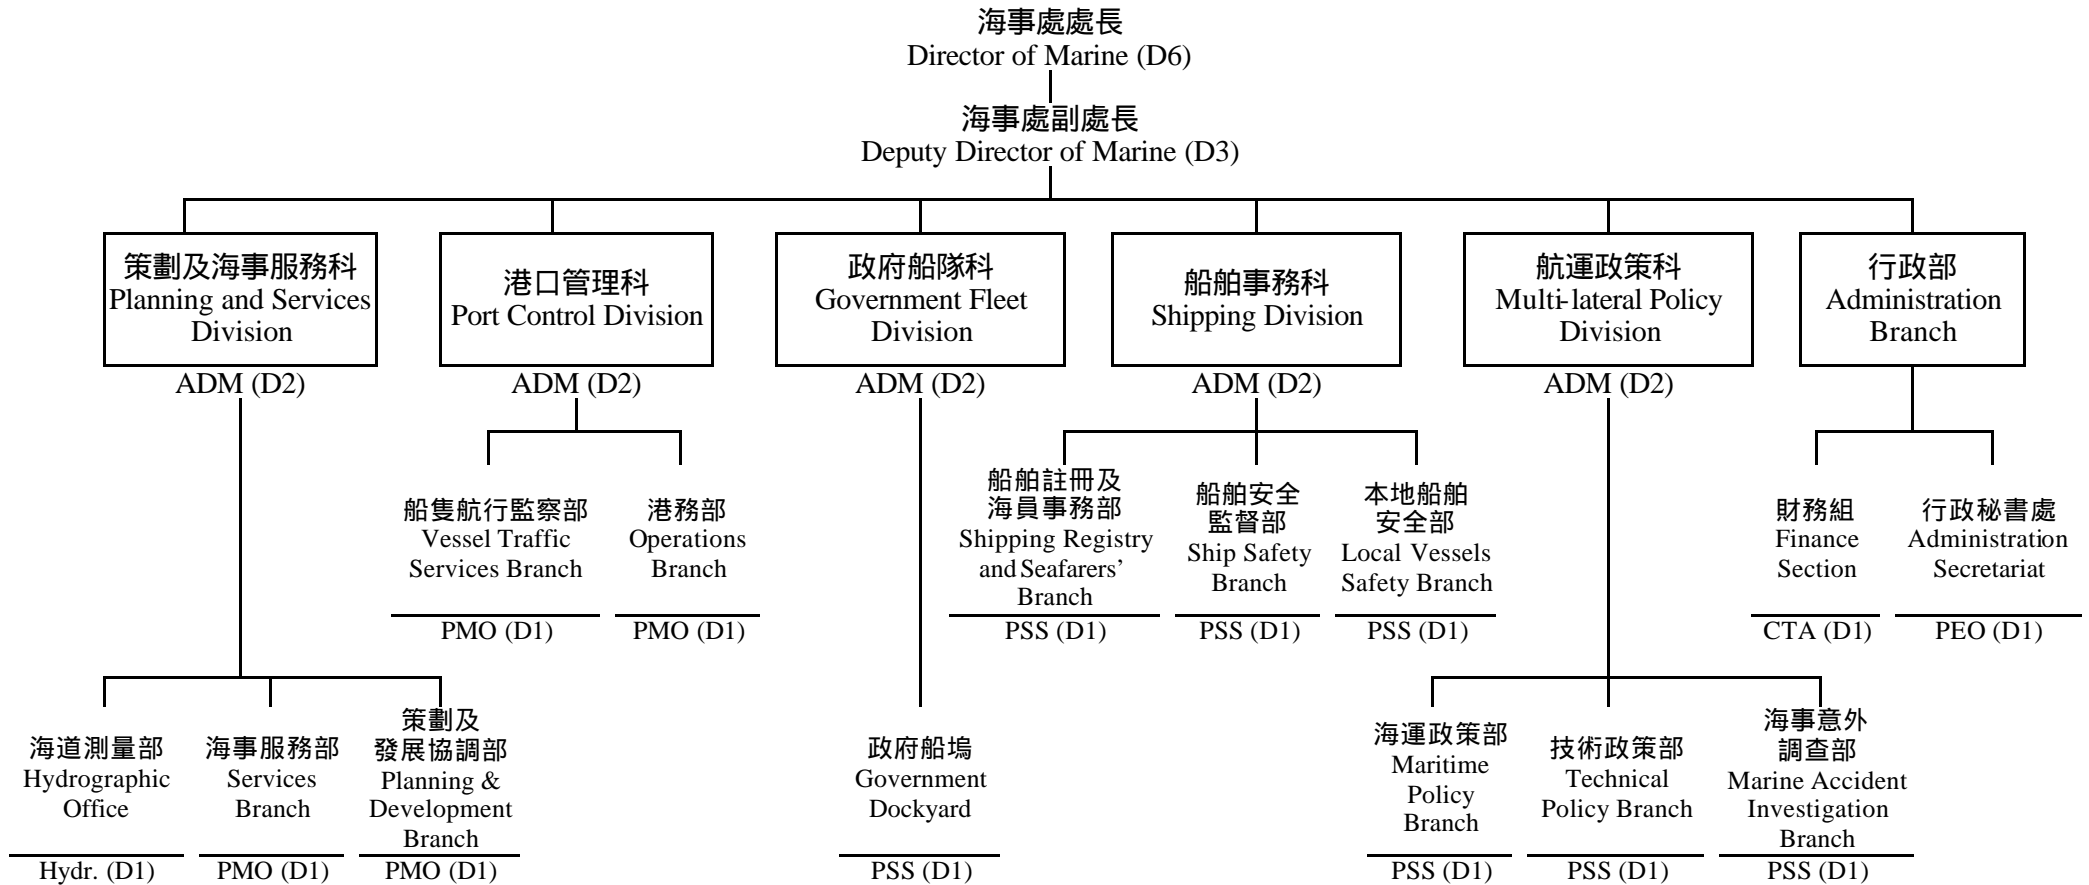 海事處處長
Director of Marine (D6)
海事處副處長
Deputy Director of Marine (D3)
策劃及海事服務科
Planning and Services
Division
ADM (D2)
港口管理科
Port Control Division
ADM (D2)
政府船隊科
Government Fleet
Division
ADM (D2)
船舶事務科
Shipping Division
ADM (D2)
航運政策科
Multi-lateral Policy
Division
ADM (D2)
行政部
Administration
Branch
船隻航行監察部
Vessel Traffic
Services Branch
PMO (D1)
港務部
Operations
Branch
PMO (D1)
船舶註冊及
海員事務部
Shipping Registry
and Seafarers’
Branch
PSS (D1)
船舶安全
監督部
Ship Safety
Branch
PSS (D1)
本地船舶
安全部
Local Vessels
Safety Branch
PSS (D1)
財務組
Finance
Section
CTA (D1)
行政秘書處
Administration
Secretariat
PEO (D1)
海道測量部
Hydrographic
Office
Hydr. (D1)
海事服務部
Services
Branch
PMO (D1)
策劃及
發展協調部
Planning &
Development
Branch
PMO (D1)
政府船塢
Government
Dockyard
PSS (D1)
海運政策部
Maritime
Policy
Branch
PSS (D1)
技術政策部
Technical
Policy Branch
PSS (D1)
海事意外
調查部
Marine Accident
Investigation
Branch
PSS (D1)